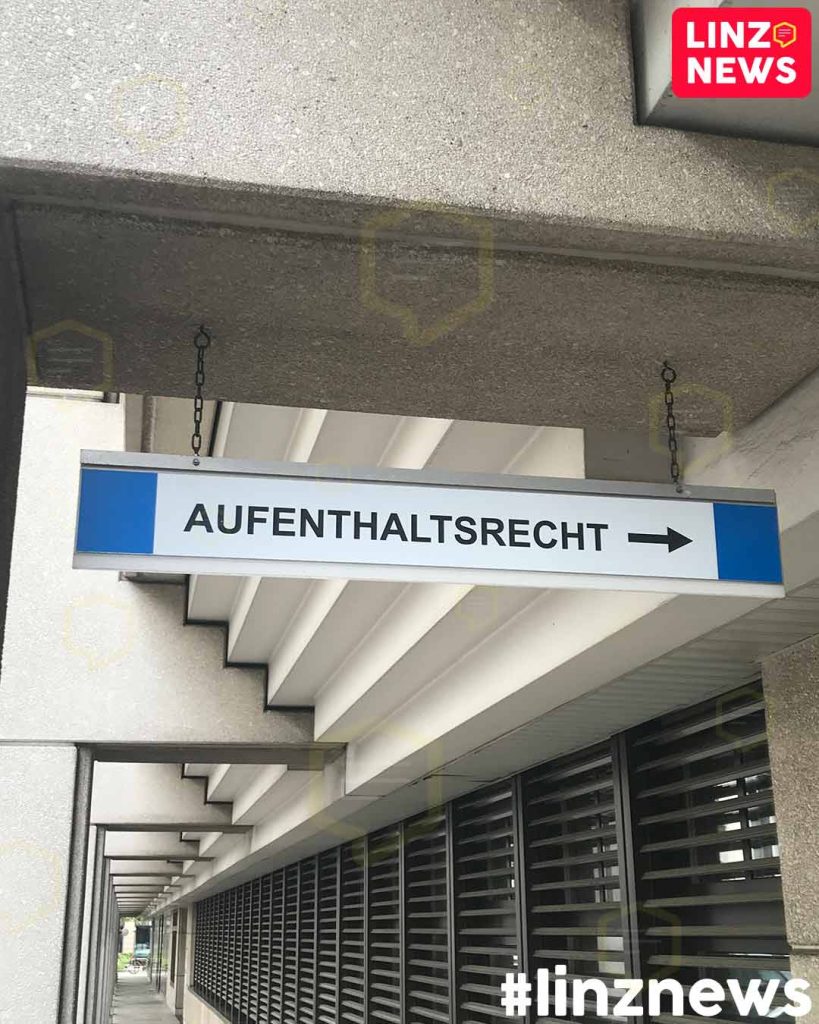 LINZ
NEWS
AUFENTHALTSRECHT →
#linznews